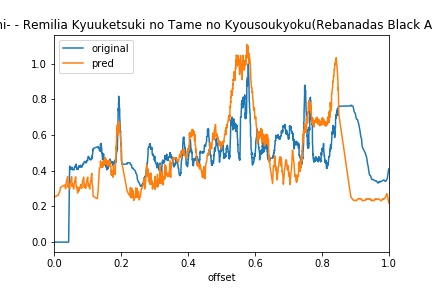 ni- - Remilia Kyuuketsuki no Tame no Kyousoukyoku(Rebanadas Black A
original
pred
1.0
0.8
0.6
0.4
0.2
0.0
0.0 0.2 0.4 0.6 0.8 1.0
offset